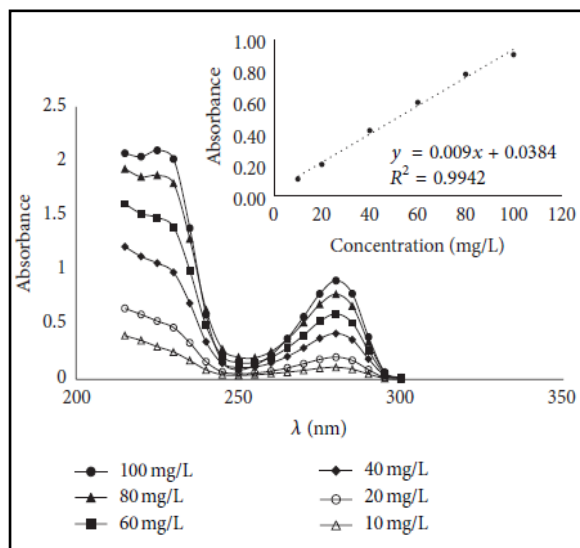 1.00
0.80
0.60
0.40
0.20
0.00
Absorbance
y = 0.009x + 0.0384
R² = 0.9942
0 20 40 60 80 100 120
Concentration (mg/L)
2.5
2
1.5
1
0.5
0
Absorbance
200 250 300 350
λ (nm)
100 mg/L
80 mg/L
60 mg/L
40 mg/L
20 mg/L
10 mg/L